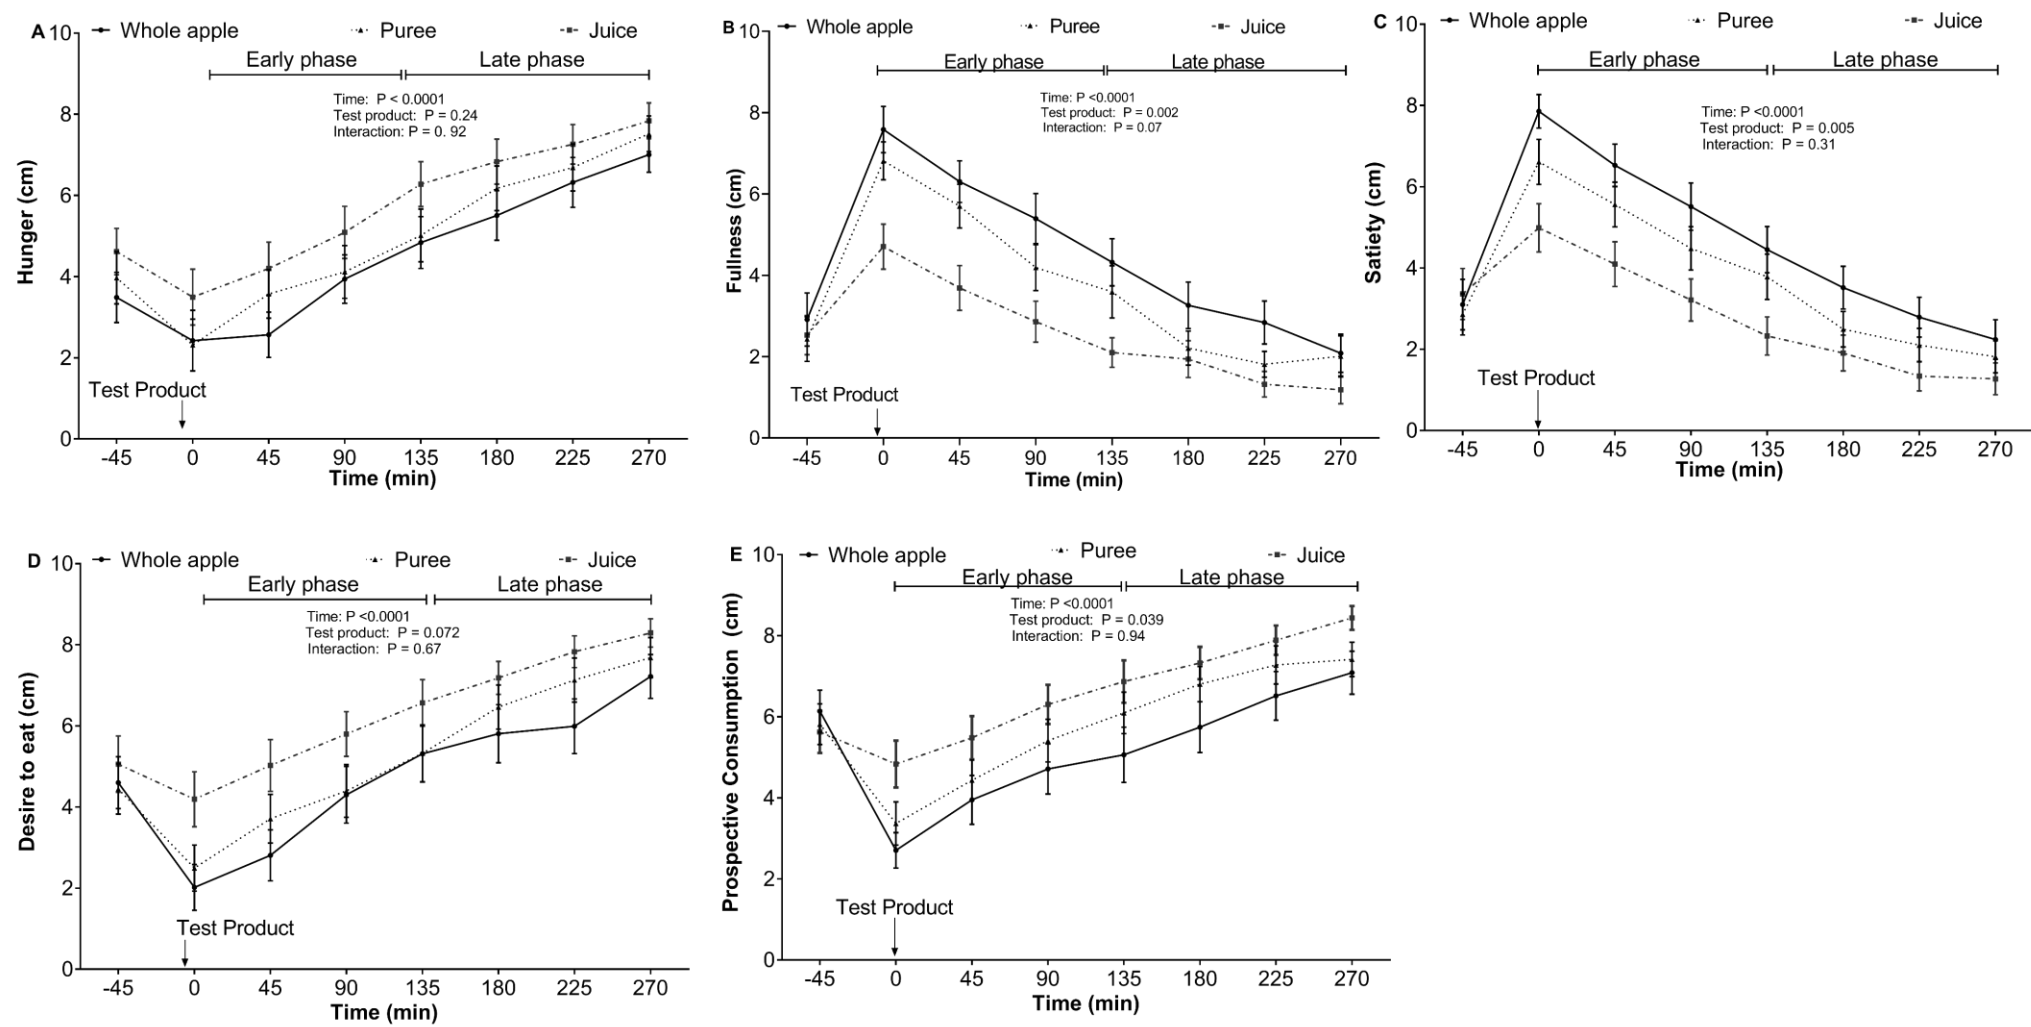 A
Whole apple
Puree
Juice
Early phase
Late phase
Time: P < 0.0001
Test product: P = 0.24
Interaction: P = 0. 92
Hunger (cm)
10
8
6
4
2
0
Test Product
-45 0 45 90 135 180 225 270
Time (min)
B
Whole apple
Puree
Juice
Early phase
Late phase
Time: P <0.0001
Test product: P = 0.002
Interaction: P = 0.07
Fullness (cm)
10
8
6
4
2
0
Test Product
-45 0 45 90 135 180 225 270
Time (min)
C
Whole apple
Puree
Juice
Early phase
Late phase
Time: P <0.0001
Test product: P = 0.005
Interaction: P = 0.31
Satiety (cm)
10
8
6
4
2
0
Test Product
-45 0 45 90 135 180 225 270
Time (min)
D
Whole apple
Puree
Juice
Early phase
Late phase
Time: P <0.0001
Test product: P = 0.072
Interaction: P = 0.67
Desire to eat (cm)
10
8
6
4
2
0
Test Product
-45 0 45 90 135 180 225 270
Time (min)
E
Whole apple
Puree
Juice
Early phase
Late phase
Time: P <0.0001
Test product: P = 0.039
Interaction: P = 0.94
Prospective Consumption (cm)
10
8
6
4
2
0
Test Product
-45 0 45 90 135 180 225 270
Time (min)